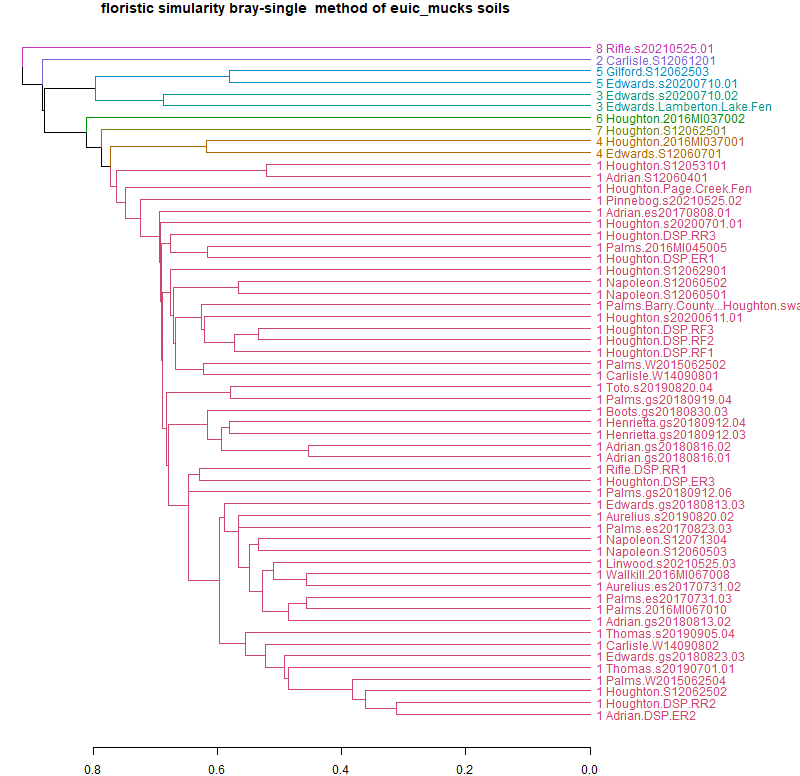 floristic simularity bray-single method of euic_mucks soils
8 Rifle.s20210525.01
2 Carlisle.S12061201
5 Gilford.S12062503
5 Edwards.s20200710.01
3 Edwards.s20200710.02
3 Edwards.Lamberton.Lake.Fen
6 Houghton.2016MI037002
7 Houghton.S12062501
4 Houghton.2016MI037001
4 Edwards.S12060701
1 Houghton.S12053101
1 Adrian.S12060401
1 Houghton.Page.Creek.Fen
1 Pinnebog.s20210525.02
1 Adrian.es20170808.01
1 Houghton.s20200701.01
1 Houghton.DSP.RR3
1 Palms.2016MI045005
1 Houghton.DSP.ER1
1 Houghton.S12062901
1 Napoleon.S12060502
1 Napoleon.S12060501
1 Palms.Barry.County...Houghton.swa
1 Houghton.s20200611.01
1 Houghton.DSP.RF3
1 Houghton.DSP.RF2
1 Houghton.DSP.RF1
1 Palms.W2015062502
1 Carlisle.W14090801
1 Toto.s20190820.04
1 Palms.gs20180919.04
1 Boots.gs20180830.03
1 Henrietta.gs20180912.04
1 Henrietta.gs20180912.03
1 Adrian.gs20180816.02
1 Adrian.gs20180816.01
1 Rifle.DSP.RR1
1 Houghton.DSP.ER3
1 Palms.gs20180912.06
1 Edwards.gs20180813.03
1 Aurelius.s20190820.02
1 Palms.es20170823.03
1 Napoleon.S12071304
1 Napoleon.S12060503
1 Linwood.s20210525.03
1 Wallkill.2016MI067008
1 Aurelius.es20170731.02
1 Palms.es20170731.03
1 Palms.2016MI067010
1 Adrian.gs20180813.02
1 Thomas.s20190905.04
1 Carlisle.W14090802
1 Edwards.gs20180823.03
1 Thomas.s20190701.01
1 Palms.W2015062504
1 Houghton.S12062502
1 Houghton.DSP.RR2
1 Adrian.DSP.ER2
0.8 0.6 0.4 0.2 0.0